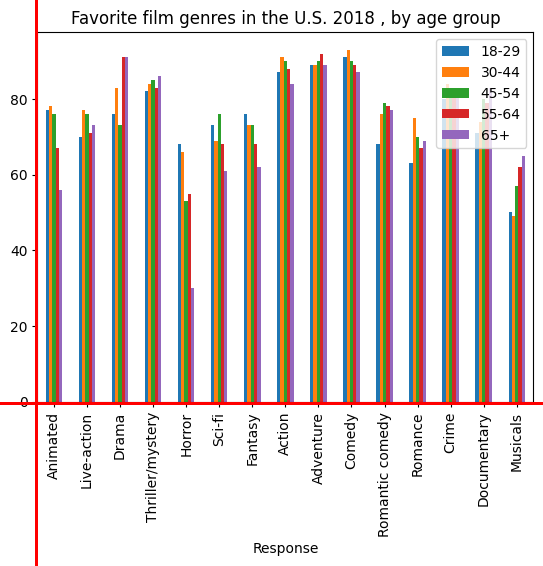 Favorite film genres in the U.S. 2018 , by age group
18-29
30-44
45-54
55-64
65+
80
60
40
20
0
Animated
Live-action
Drama
Thriller/mystery
Horror
Sci-fi
Fantasy
Action
Adventure
Comedy
Romantic comedy
Romance
Crime
Documentary
Musicals
Response